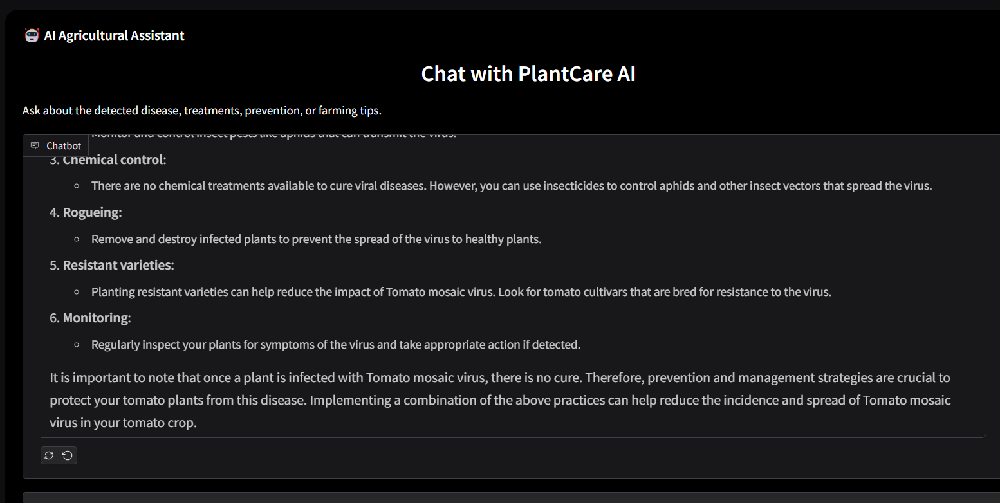 AI Agricultural Assistant
Chat with PlantCare AI
Ask about the detected disease, treatments, prevention, or farming tips.
Chatbot
Monitor and control insect pests like aphids that can transmit the virus.
3. Chemical control:
There are no chemical treatments available to cure viral diseases. However, you can use insecticides to control aphids and other insect vectors that spread the virus.
4. Rogueing:
Remove and destroy infected plants to prevent the spread of the virus to healthy plants.
5. Resistant varieties:
Planting resistant varieties can help reduce the impact of Tomato mosaic virus. Look for tomato cultivars that are bred for resistance to the virus.
6. Monitoring:
Regularly inspect your plants for symptoms of the virus and take appropriate action if detected.
It is important to note that once a plant is infected with Tomato mosaic virus, there is no cure. Therefore, prevention and management strategies are crucial to
protect your tomato plants from this disease. Implementing a combination of the above practices can help reduce the incidence and spread of Tomato mosaic
virus in your tomato crop.